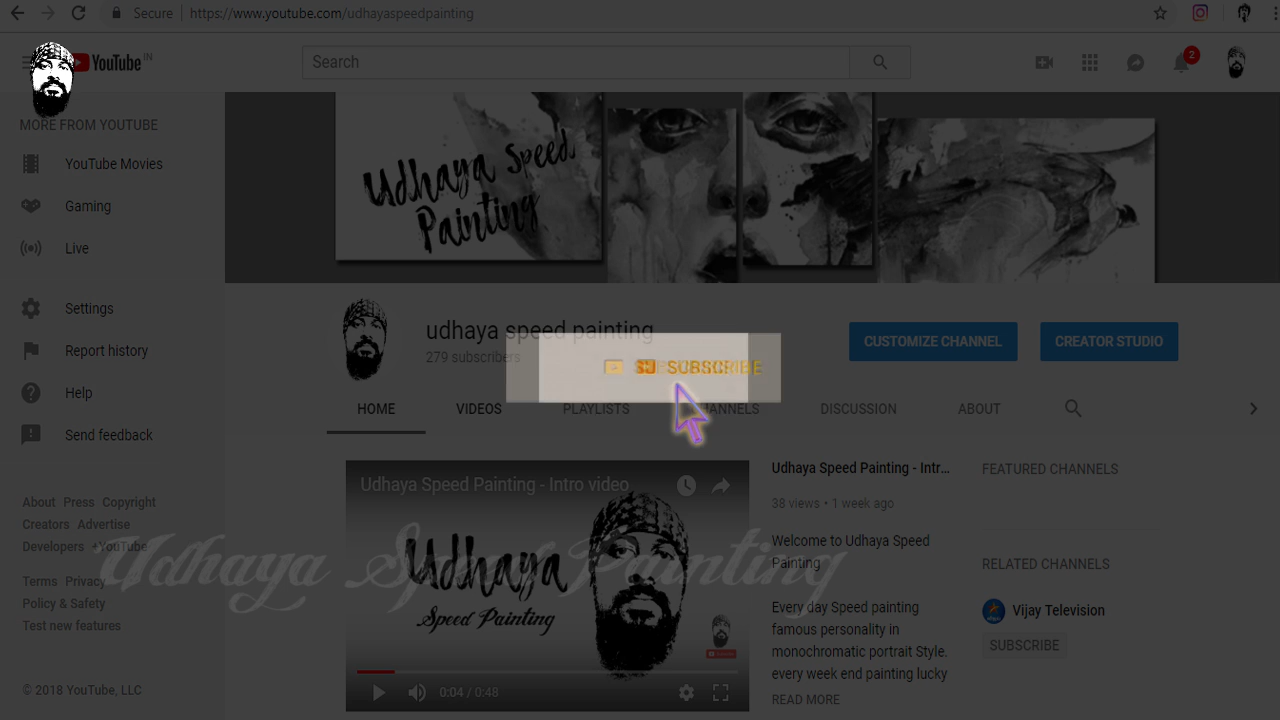 Secure https://www.youtube.com/udhayaspeedpainting
YouTube IN
Search
2
MORE FROM YOUTUBE
YouTube Movies
Gaming
Live
Settings
Report history
Help
Send feedback
About Press Copyright
Creators Advertise
Developers +YouTube
Terms Privacy
Policy & Safety
Test new features
© 2018 YouTube, LLC
Udhaya Speed
Painting
udhaya speed painting
279 subscribers
CUSTOMIZE CHANNEL
CREATOR STUDIO
SUBSCRIBE
HOME VIDEOS PLAYLISTS CHANNELS DISCUSSION ABOUT
Udhaya Speed Painting - Intro video
Udhaya
Speed Painting
0:04 / 0:48
Udhaya Speed Painting - Intr...
38 views • 1 week ago
Welcome to Udhaya Speed
Painting
Every day Speed painting
famous personality in
monochromatic portrait Style.
every week end painting lucky
READ MORE
FEATURED CHANNELS
RELATED CHANNELS
Vijay Television
SUBSCRIBE
Udhaya Speed Painting